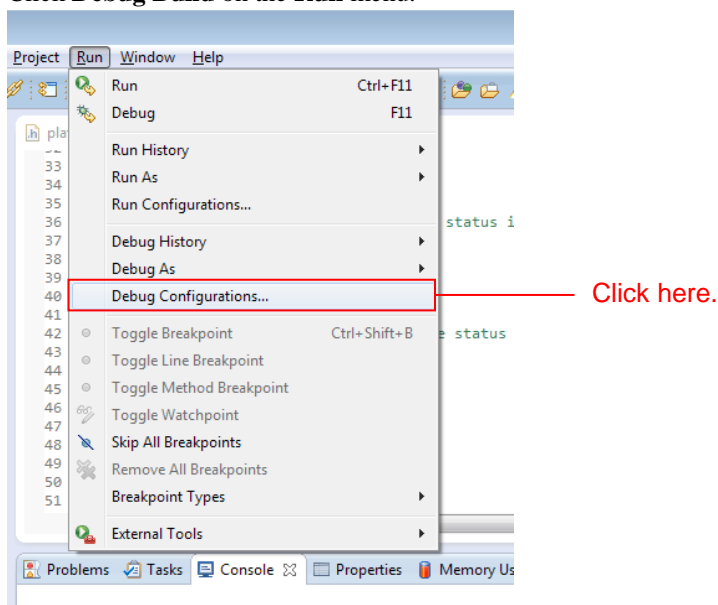 Click Debug Build on the Run menu.
Project Run Window Help
Run Ctrl+F11
Debug F11
.h pla
Run History
33
Run As
34
35
Run Configurations...
36
status i
37
Debug History
38
Debug As
39
40
Debug Configurations...
Click here.
41
42
Toggle Breakpoint Ctrl+Shift+B
e status
43
Toggle Line Breakpoint
44
45
Toggle Method Breakpoint
46
Toggle Watchpoint
47
48
Skip All Breakpoints
49
Remove All Breakpoints
50
51
Breakpoint Types
External Tools
Problems Tasks Console Properties Memory Us